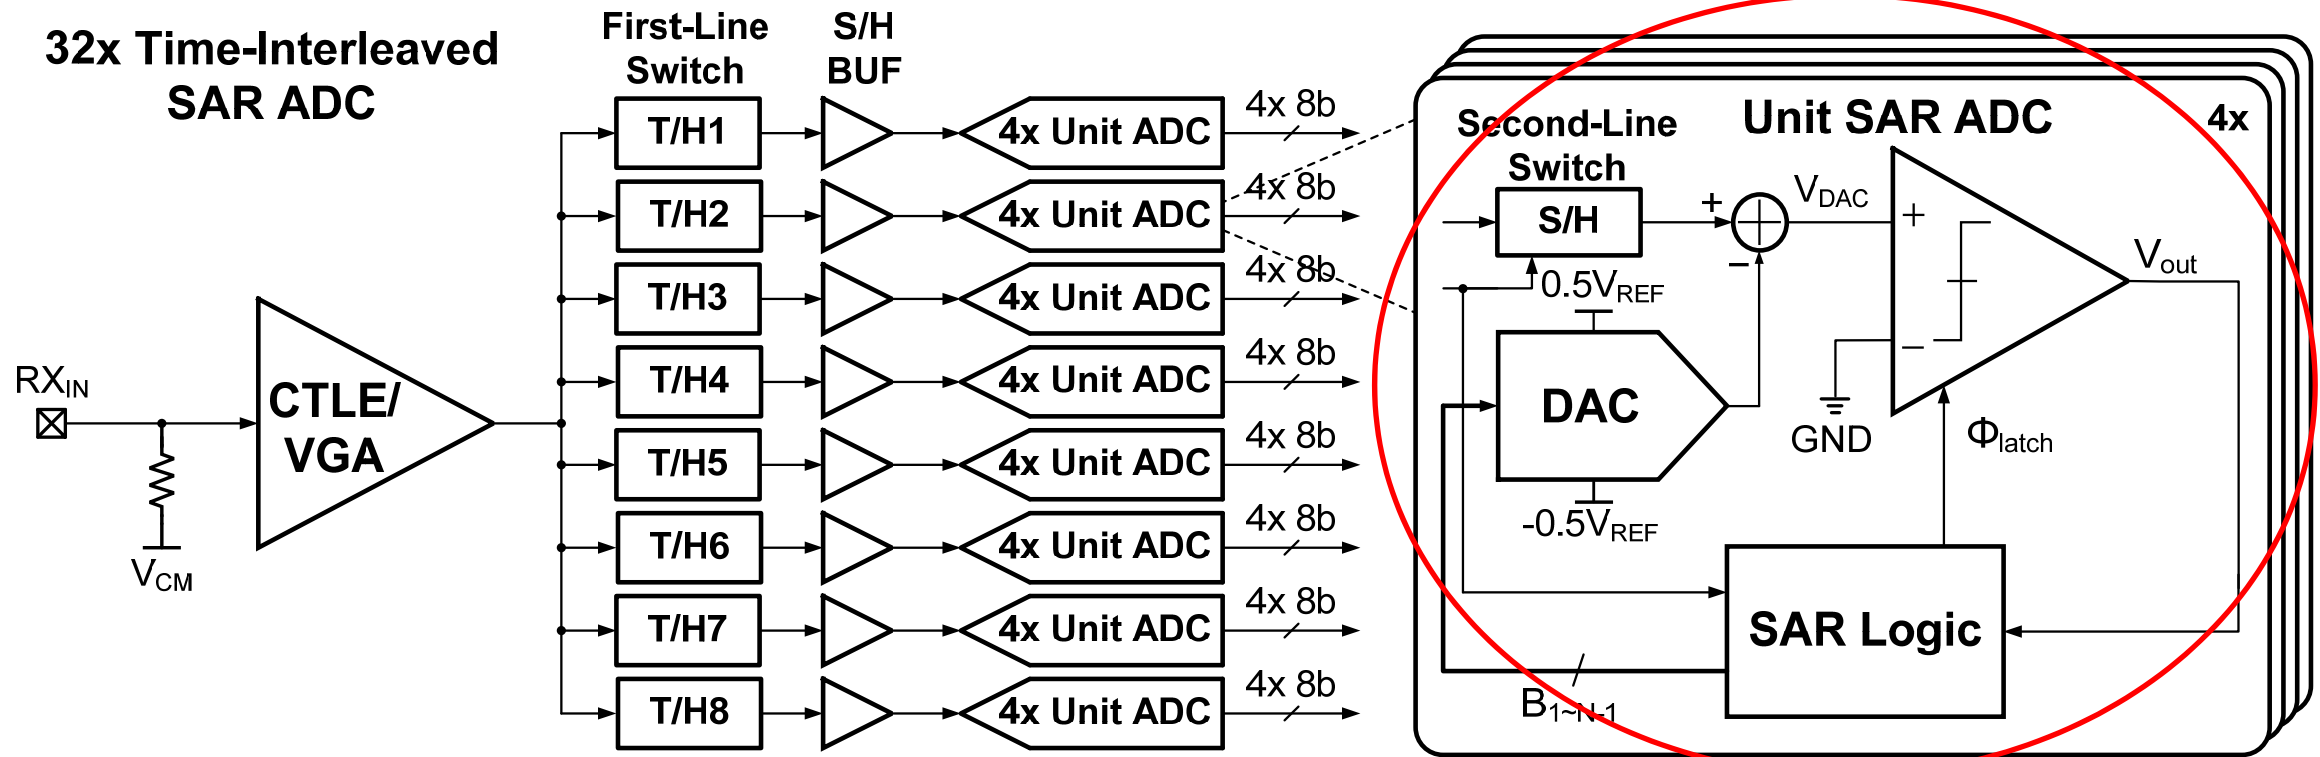 32x Time-Interleaved
SAR ADC
First-Line
Switch
S/H
BUF
T/H1
4x Unit ADC
4x 8b
T/H2
4x Unit ADC
4x 8b
T/H3
4x Unit ADC
4x 8b
T/H4
4x Unit ADC
4x 8b
T/H5
4x Unit ADC
4x 8b
T/H6
4x Unit ADC
4x 8b
T/H7
4x Unit ADC
4x 8b
T/H8
4x Unit ADC
4x 8b
RXIN
VCM
CTLE/
VGA
Unit SAR ADC
4x
Second-Line
Switch
S/H
+
−
VDAC
+
−
Vout
0.5VREF
DAC
-0.5VREF
GND
Φlatch
SAR Logic
B1~N-1